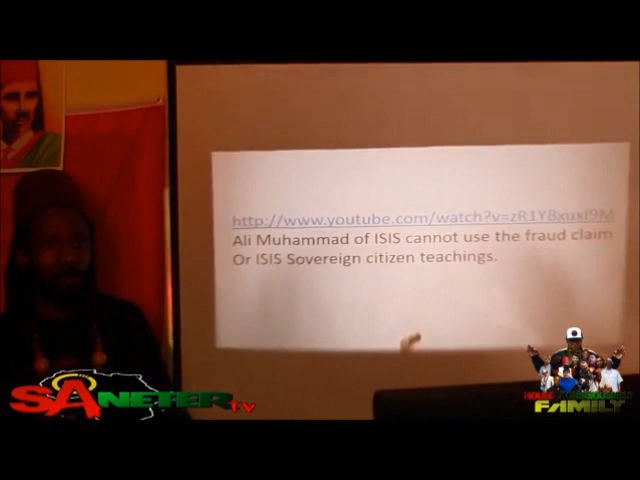 http://www.youtube.com/watch?v=zR1YBxuxI9M
Ali Muhammad of ISIS cannot use the fraud claim
Or ISIS Sovereign citizen teachings.
SANETER TV
FAMILY